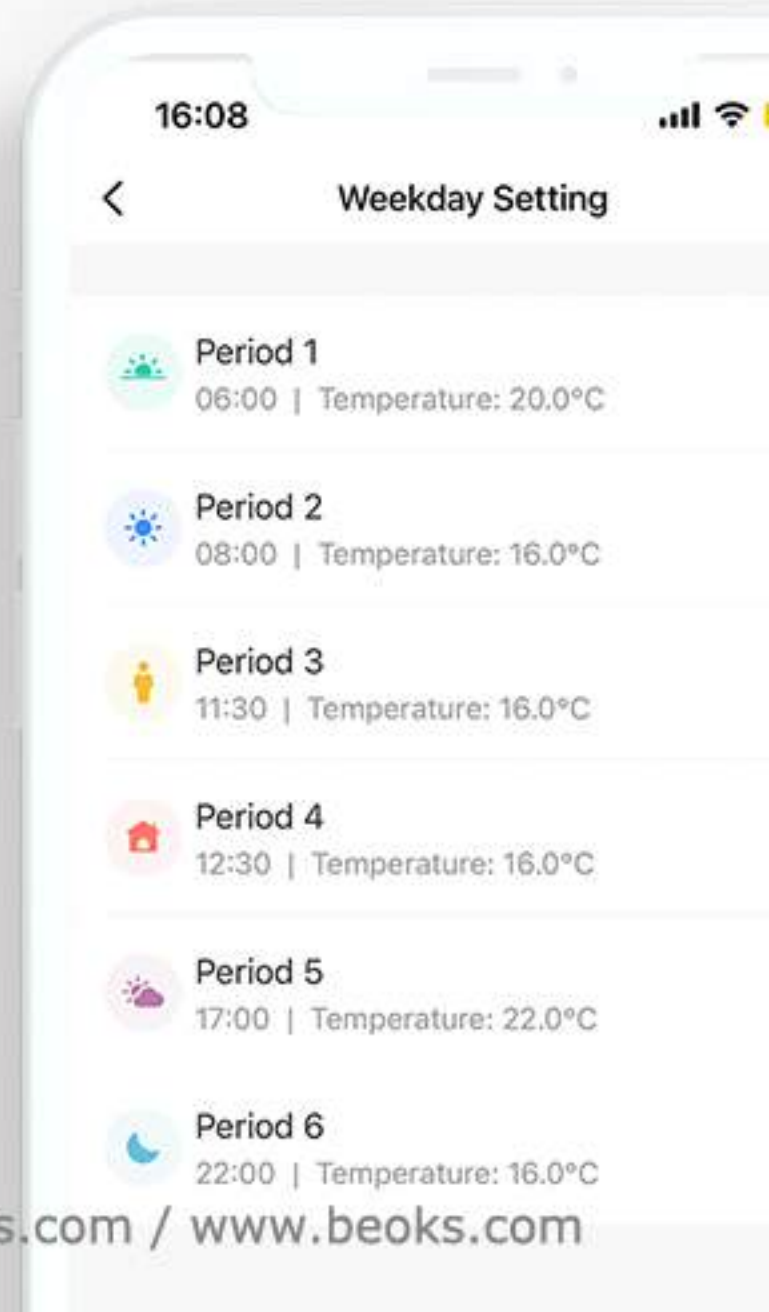 16:08
Weekday Setting
Period 1
06:00 | Temperature: 20.0°C
Period 2
08:00 | Temperature: 16.0°C
Period 3
11:30 | Temperature: 16.0°C
Period 4
12:30 | Temperature: 16.0°C
Period 5
17:00 | Temperature: 22.0°C
Period 6
22:00 | Temperature: 16.0°C
s.com / www.beoks.com